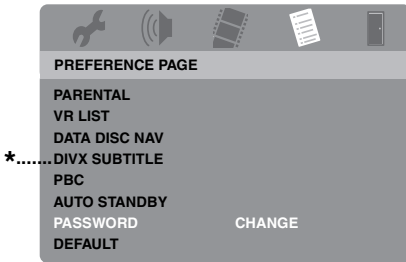 PREFERENCE PAGE
PARENTAL
VR LIST
DATA DISC NAV
*.......DIVX SUBTITLE
PBC
AUTO STANDBY
PASSWORD CHANGE
DEFAULT